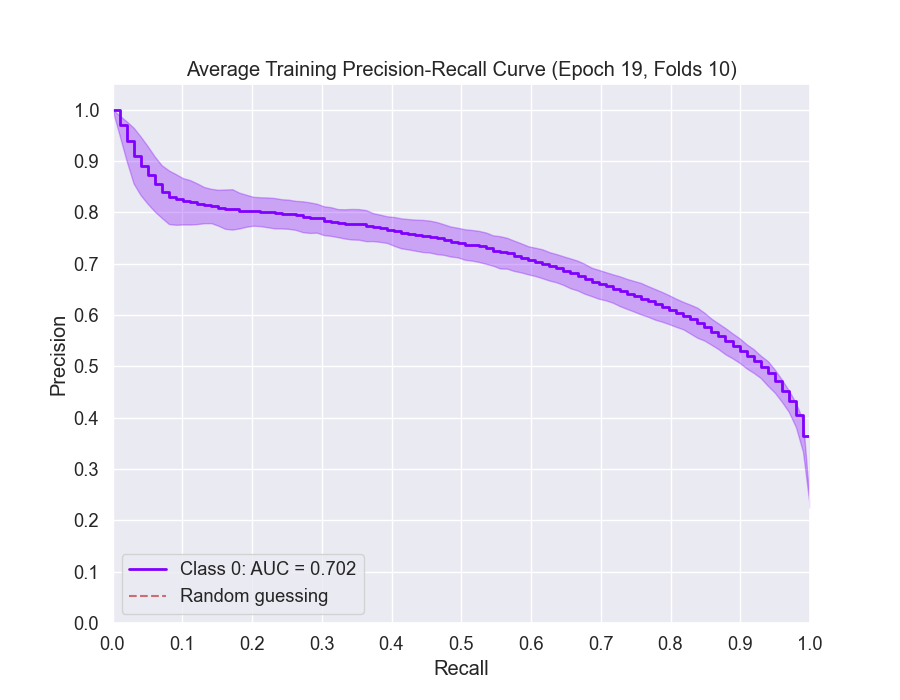 Average Training Precision-Recall Curve (Epoch 19, Folds 10)
1.0
0.9
0.8
0.7
0.6
0.5
0.4
0.3
0.2
0.1
0.0
Precision
Class 0: AUC = 0.702
Random guessing
0.0 0.1 0.2 0.3 0.4 0.5 0.6 0.7 0.8 0.9 1.0
Recall